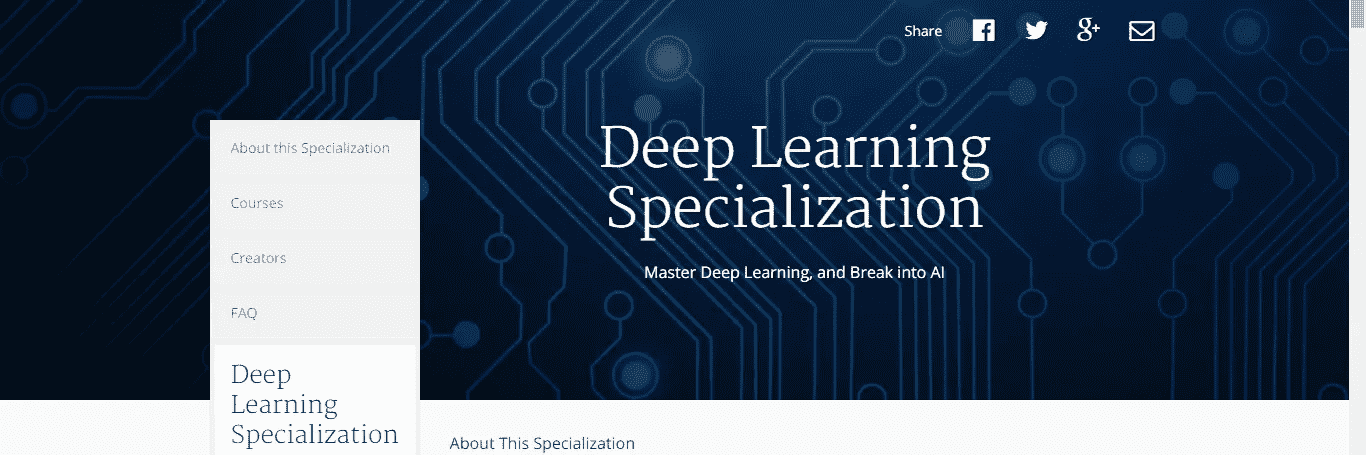 Share
Deep Learning
Specialization
Master Deep Learning, and Break into AI
About this Specialization
Courses
Creators
FAQ
Deep
Learning
Specialization
About This Specialization